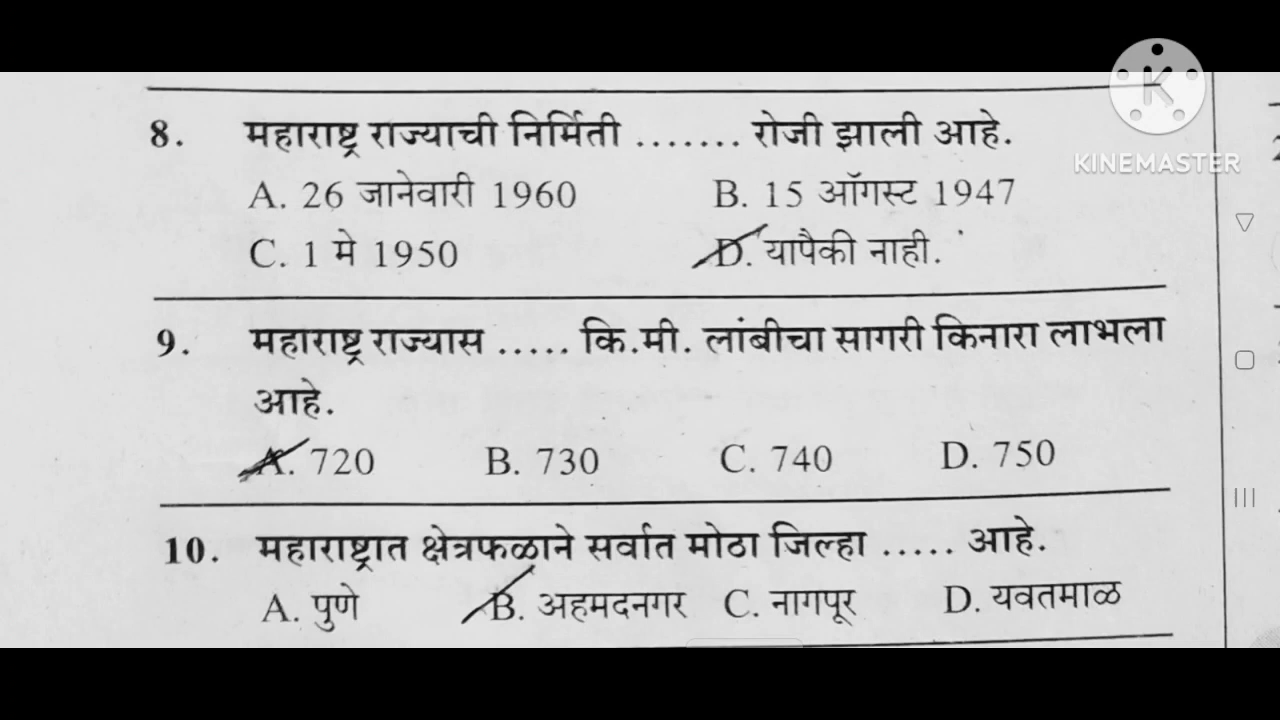 KINEMASTER
8. महाराष्ट्र राज्याची निर्मिती ....... रोजी झाली आहे.
A. 26 जानेवारी 1960 B. 15 ऑगस्ट 1947
C. 1 मे 1950 D. यापैकी नाही.
9. महाराष्ट्र राज्यास ..... कि.मी. लांबीचा सागरी किनारा लाभला
आहे.
A. 720 B. 730 C. 740 D. 750
10. महाराष्ट्रात क्षेत्रफळाने सर्वात मोठा जिल्हा ..... आहे.
A. पुणे B. अहमदनगर C. नागपूर D. यवतमाळ